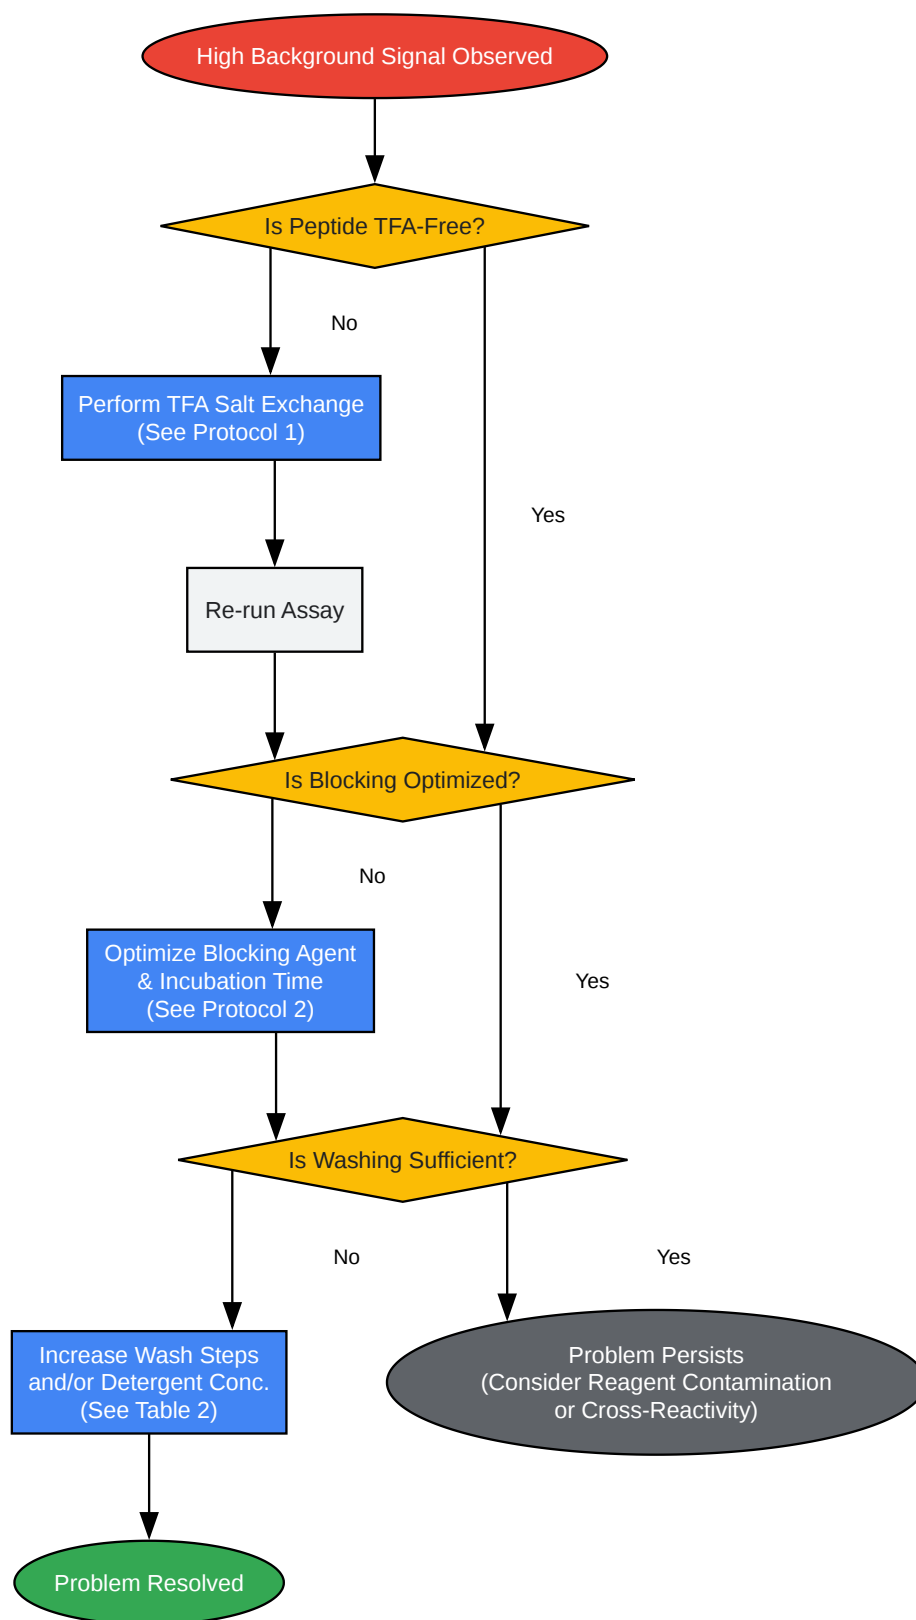 High Background Signal Observed
Is Peptide TFA-Free?
No
Perform TFA Salt Exchange
(See Protocol 1)
Yes
Re-run Assay
Is Blocking Optimized?
No
Optimize Blocking Agent
& Incubation Time
(See Protocol 2)
Yes
Is Washing Sufficient?
No
Yes
Increase Wash Steps
and/or Detergent Conc.
(See Table 2)
Problem Persists
(Consider Reagent Contamination
or Cross-Reactivity)
Problem Resolved